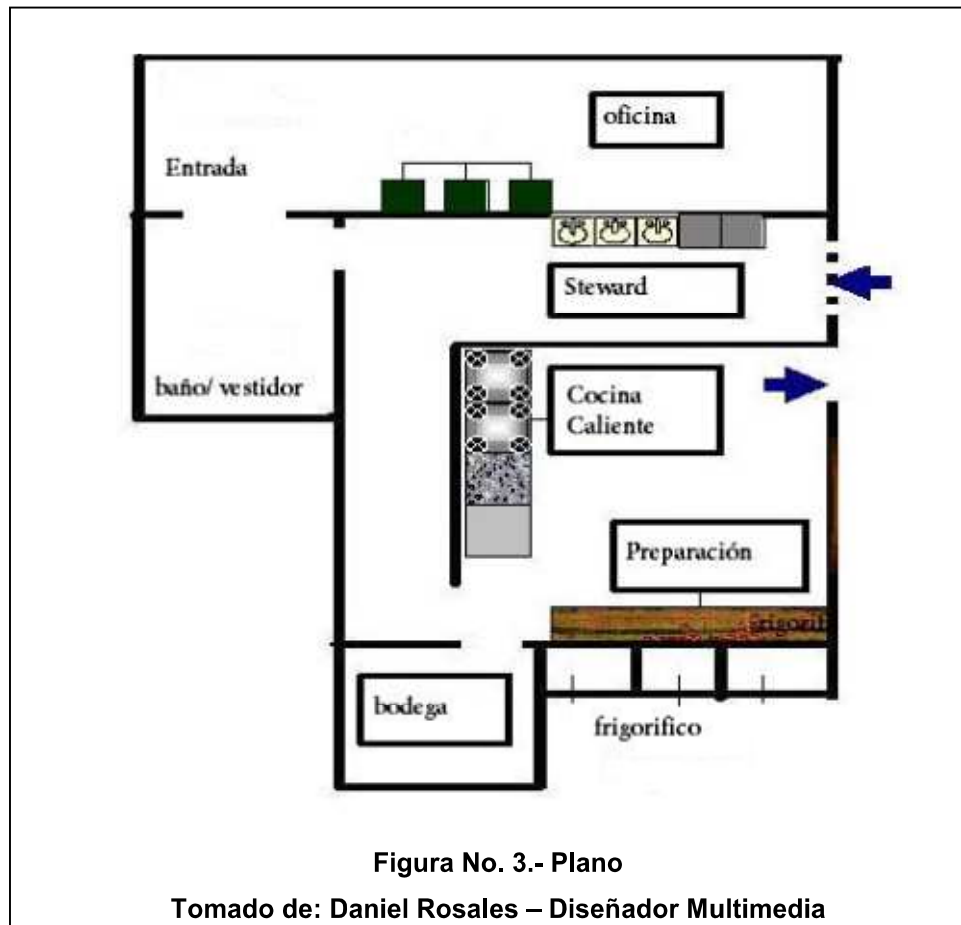 oficina
Entrada
Steward
baño/ vestidor
Cocina
Caliente
Preparación
frigorif
bodega
frigorifico
Figura No. 3.- Plano
Tomado de: Daniel Rosales – Diseñador Multimedia